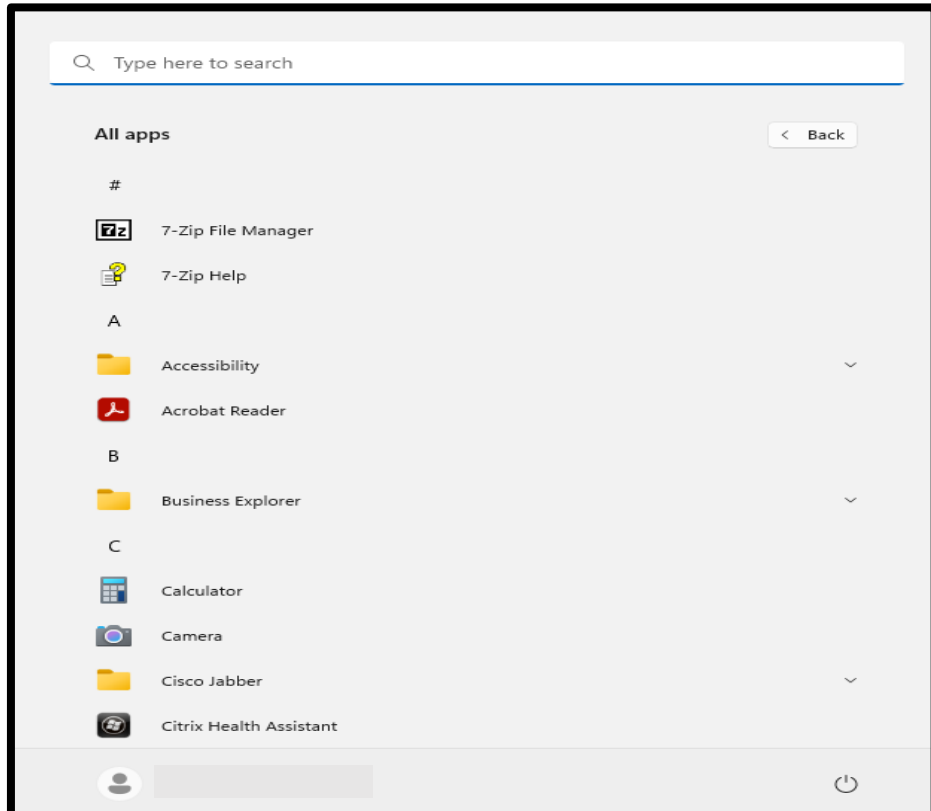 Type here to search
All apps
< Back
#
7z 7-Zip File Manager
7-Zip Help
A
Accessibility
Acrobat Reader
B
Business Explorer
C
Calculator
Camera
Cisco Jabber
Citrix Health Assistant